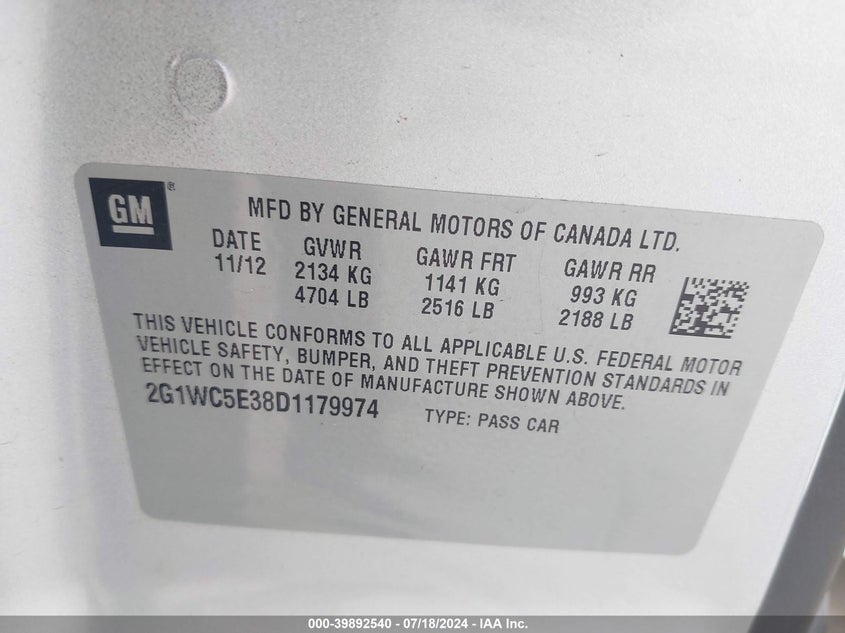 GM®
MFD BY GENERAL MOTORS OF CANADA LTD.
DATE GVWR GAWR FRT GAWR RR
11/12 2134 KG 1141 KG 993 KG
4704 LB 2516 LB 2188 LB
THIS VEHICLE CONFORMS TO ALL APPLICABLE U.S. FEDERAL MOTOR
VEHICLE SAFETY, BUMPER, AND THEFT PREVENTION STANDARDS IN
EFFECT ON THE DATE OF MANUFACTURE SHOWN ABOVE.
2G1WC5E38D1179974 TYPE: PASS CAR
000-39892540 - 07/18/2024 - IAA Inc.